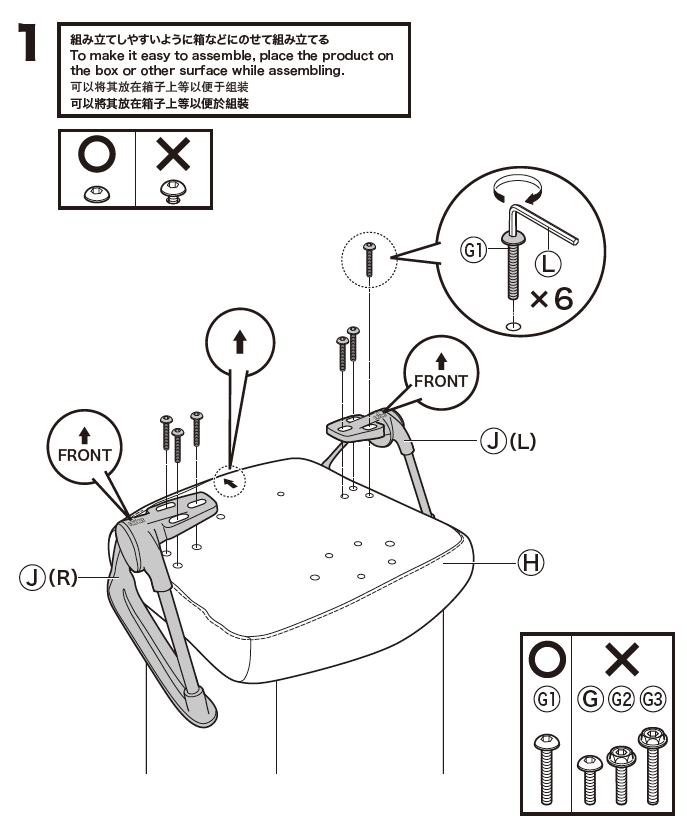 1
組み立てしやすいように箱などにのせて組み立てる
To make it easy to assemble, place the product on
the box or other surface while assembling.
可以将其放在箱子上等以便于组装
可以將其放在箱子上等以便於組裝
G1
L
×6
FRONT
FRONT
J (L)
J (R)
H
G1 G G2 G3